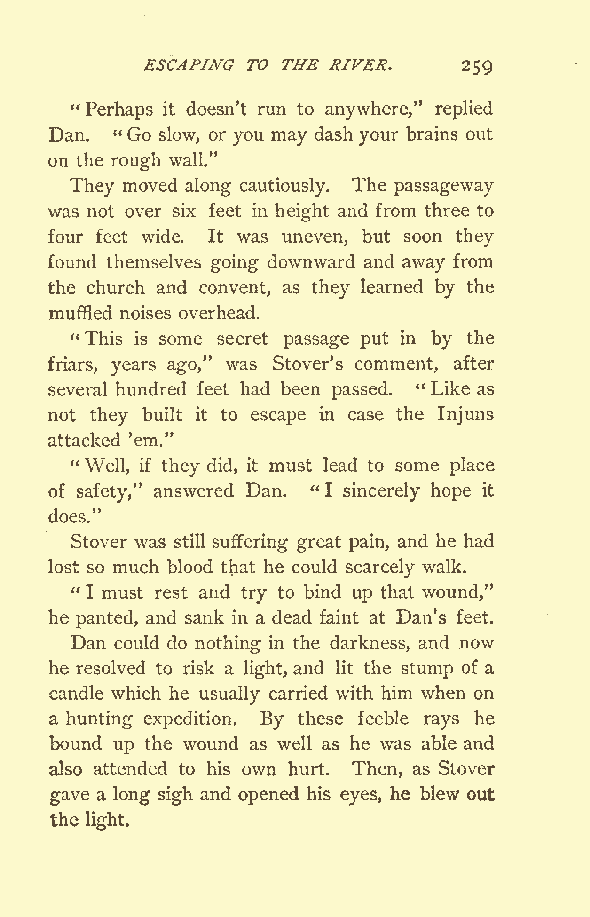 ESCAPING TO THE RIVER. 259
"Perhaps it doesn't run to anywhere," replied
Dan. "Go slow, or you may dash your brains out
on the rough wall."
They moved along cautiously. The passageway
was not over six feet in height and from three to
four feet wide. It was uneven, but soon they
found themselves going downward and away from
the church and convent, as they learned by the
muffled noises overhead.
"This is some secret passage put in by the
friars, years ago," was Stover's comment, after
several hundred feet had been passed. "Like as
not they built it to escape in case the Injuns
attacked 'em."
"Well, if they did, it must lead to some place
of safety," answered Dan. "I sincerely hope it
does."
Stover was still suffering great pain, and he had
lost so much blood that he could scarcely walk.
"I must rest and try to bind up that wound,"
he panted, and sank in a dead faint at Dan's feet.
Dan could do nothing in the darkness, and now
he resolved to risk a light, and lit the stump of a
candle which he usually carried with him when on
a hunting expedition. By these feeble rays he
bound up the wound as well as he was able and
also attended to his own hurt. Then, as Stover
gave a long sigh and opened his eyes, he blew out
the light.